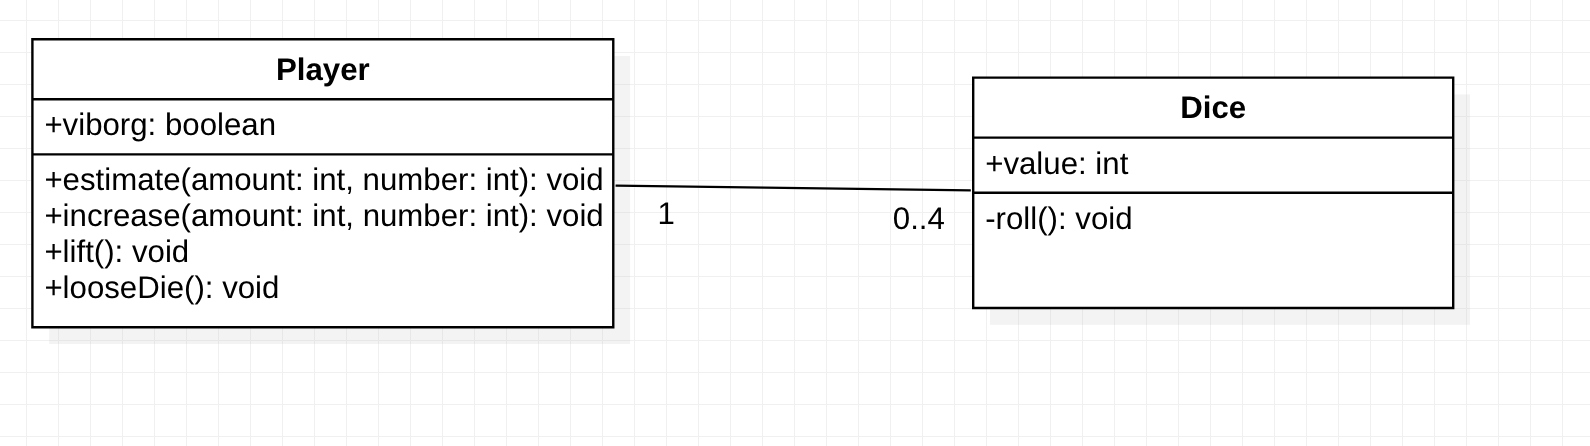 Player
+viborg: boolean
+estimate(amount: int, number: int): void
+increase(amount: int, number: int): void
+lift(): void
+looseDie(): void
1
0..4
Dice
+value: int
-roll(): void